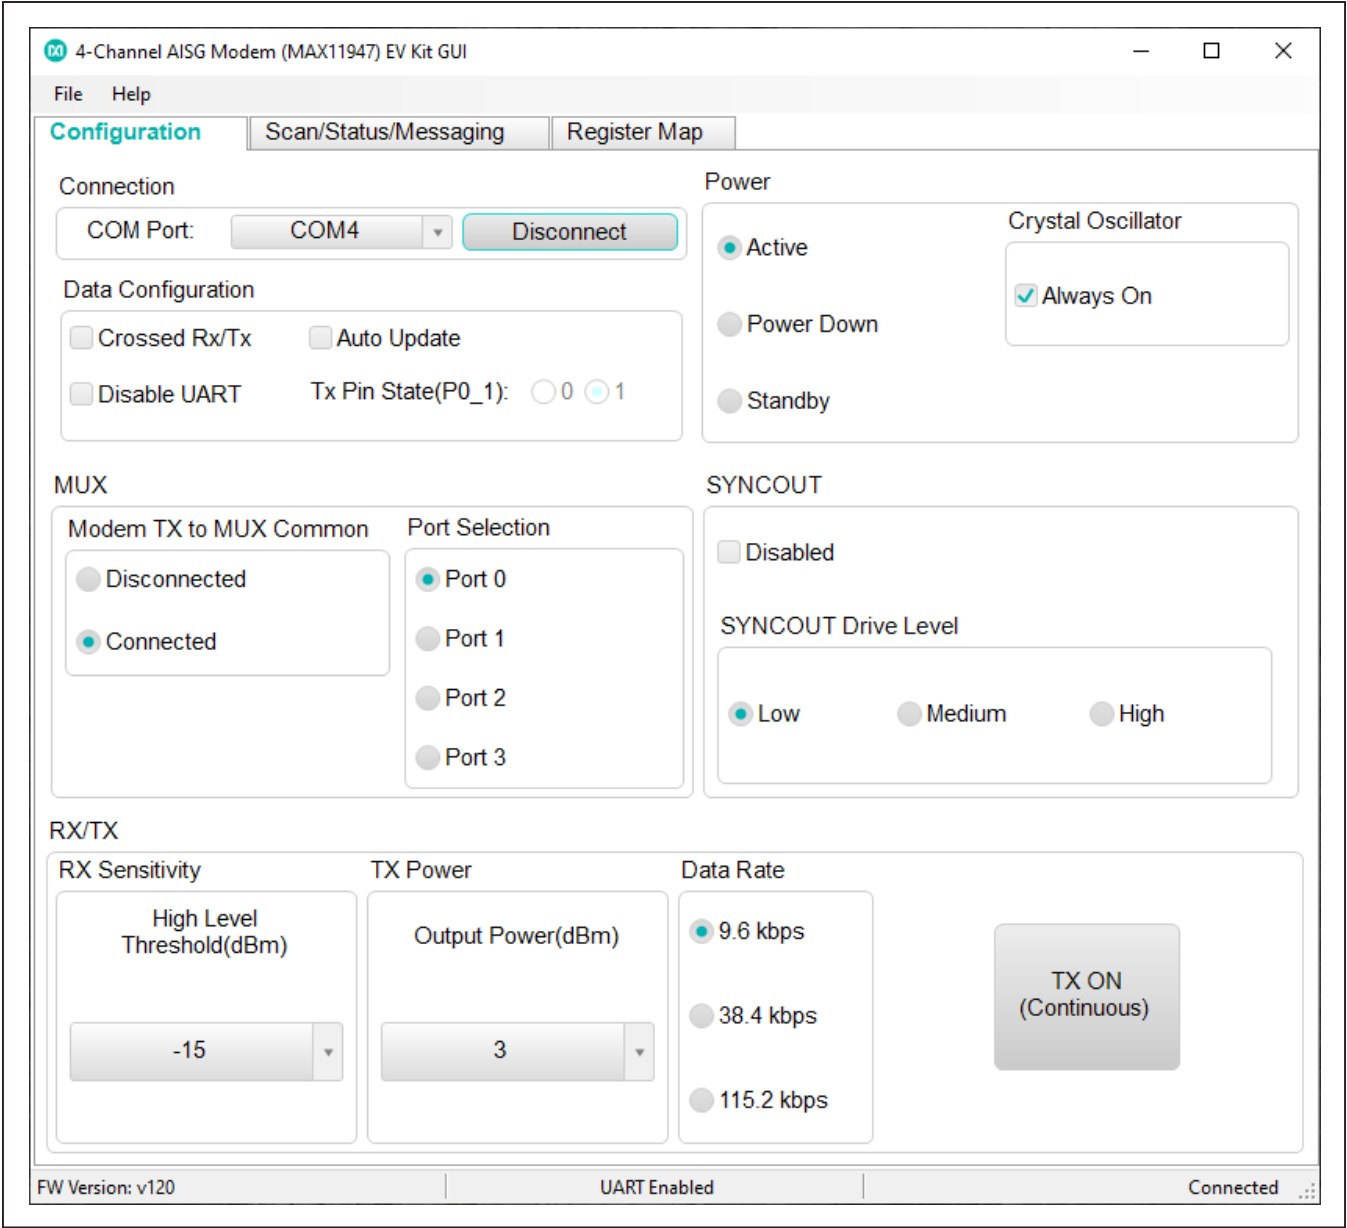 4-Channel AISG Modem (MAX11947) EV Kit GUI
File Help
Configuration Scan/Status/Messaging Register Map
Connection
COM Port: COM4 Disconnect
Data Configuration
Crossed Rx/Tx Auto Update
Disable UART Tx Pin State(P0_1): 0 1
Power
Active
Power Down
Standby
Crystal Oscillator
Always On
MUX
Modem TX to MUX Common
Disconnected
Connected
Port Selection
Port 0
Port 1
Port 2
Port 3
SYNCOUT
Disabled
SYNCOUT Drive Level
Low Medium High
RX/TX
RX Sensitivity
High Level
Threshold(dBm)
-15
TX Power
Output Power(dBm)
3
Data Rate
9.6 kbps
38.4 kbps
115.2 kbps
TX ON
(Continuous)
FW Version: v120 UART Enabled Connected